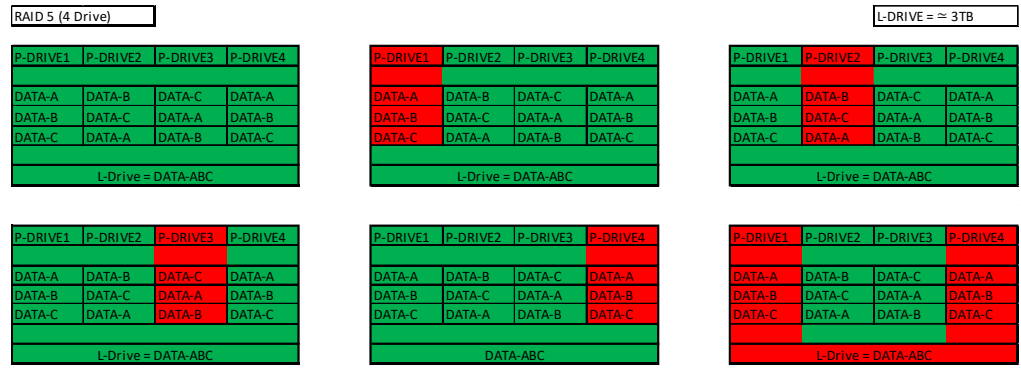 RAID 5 (4 Drive) L-DRIVE = ≃ 3TB
P-DRIVE1 P-DRIVE2 P-DRIVE3 P-DRIVE4
DATA-A DATA-B DATA-C DATA-A
DATA-B DATA-C DATA-A DATA-B
DATA-C DATA-A DATA-B DATA-C
L-Drive = DATA-ABC
P-DRIVE1 P-DRIVE2 P-DRIVE3 P-DRIVE4
DATA-A DATA-B DATA-C DATA-A
DATA-B DATA-C DATA-A DATA-B
DATA-C DATA-A DATA-B DATA-C
L-Drive = DATA-ABC
P-DRIVE1 P-DRIVE2 P-DRIVE3 P-DRIVE4
DATA-A DATA-B DATA-C DATA-A
DATA-B DATA-C DATA-A DATA-B
DATA-C DATA-A DATA-B DATA-C
L-Drive = DATA-ABC
P-DRIVE1 P-DRIVE2 P-DRIVE3 P-DRIVE4
DATA-A DATA-B DATA-C DATA-A
DATA-B DATA-C DATA-A DATA-B
DATA-C DATA-A DATA-B DATA-C
L-Drive = DATA-ABC
P-DRIVE1 P-DRIVE2 P-DRIVE3 P-DRIVE4
DATA-A DATA-B DATA-C DATA-A
DATA-B DATA-C DATA-A DATA-B
DATA-C DATA-A DATA-B DATA-C
DATA-ABC
P-DRIVE1 P-DRIVE2 P-DRIVE3 P-DRIVE4
DATA-A DATA-B DATA-C DATA-A
DATA-B DATA-C DATA-A DATA-B
DATA-C DATA-A DATA-B DATA-C
L-Drive = DATA-ABC